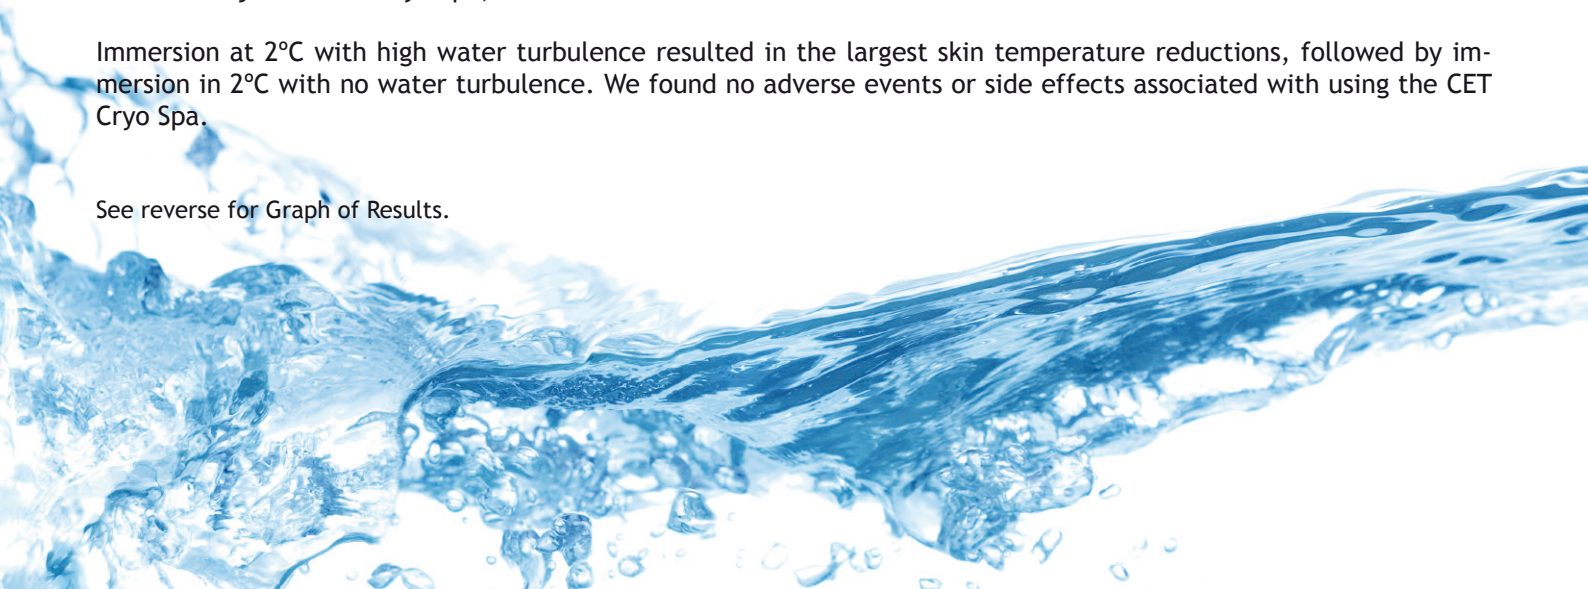 Immersion at 2ºC with high water turbulence resulted in the largest skin temperature reductions, followed by im-
mersion in 2ºC with no water turbulence. We found no adverse events or side effects associated with using the CET
Cryo Spa.
See reverse for Graph of Results.